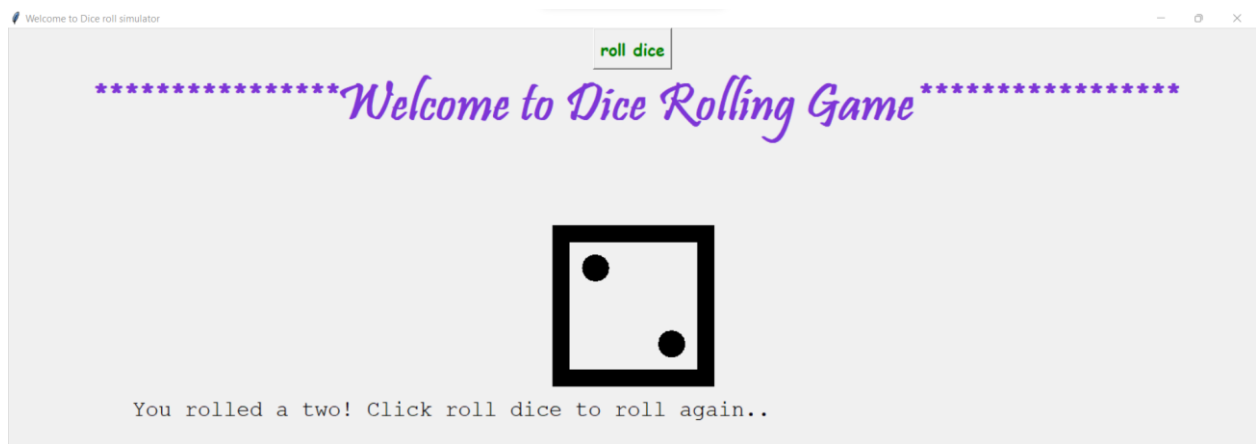 Welcome to Dice roll simulator
roll dice
****************Welcome to Dice Rolling Game*****************
You rolled a two! Click roll dice to roll again..